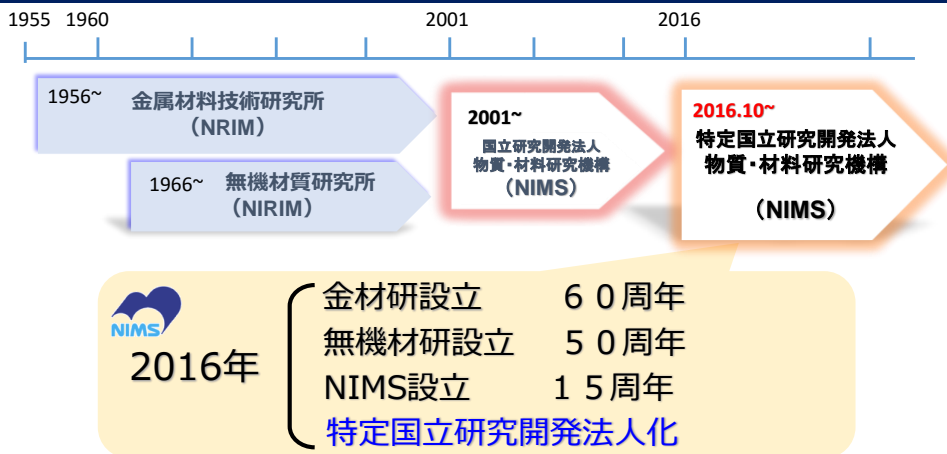 1955 1960 2001 2016
1956~ 金属材料技術研究所
（NRIM）
1966~ 無機材質研究所
（NIRIM）
2001~
国立研究開発法人
物質・材料研究機構
（NIMS）
2016.10~
特定国立研究開発法人
物質・材料研究機構
（NIMS）
NIMS
2016年
金材研設立 ６０周年
無機材研設立 ５０周年
NIMS設立 １５周年
特定国立研究開発法人化